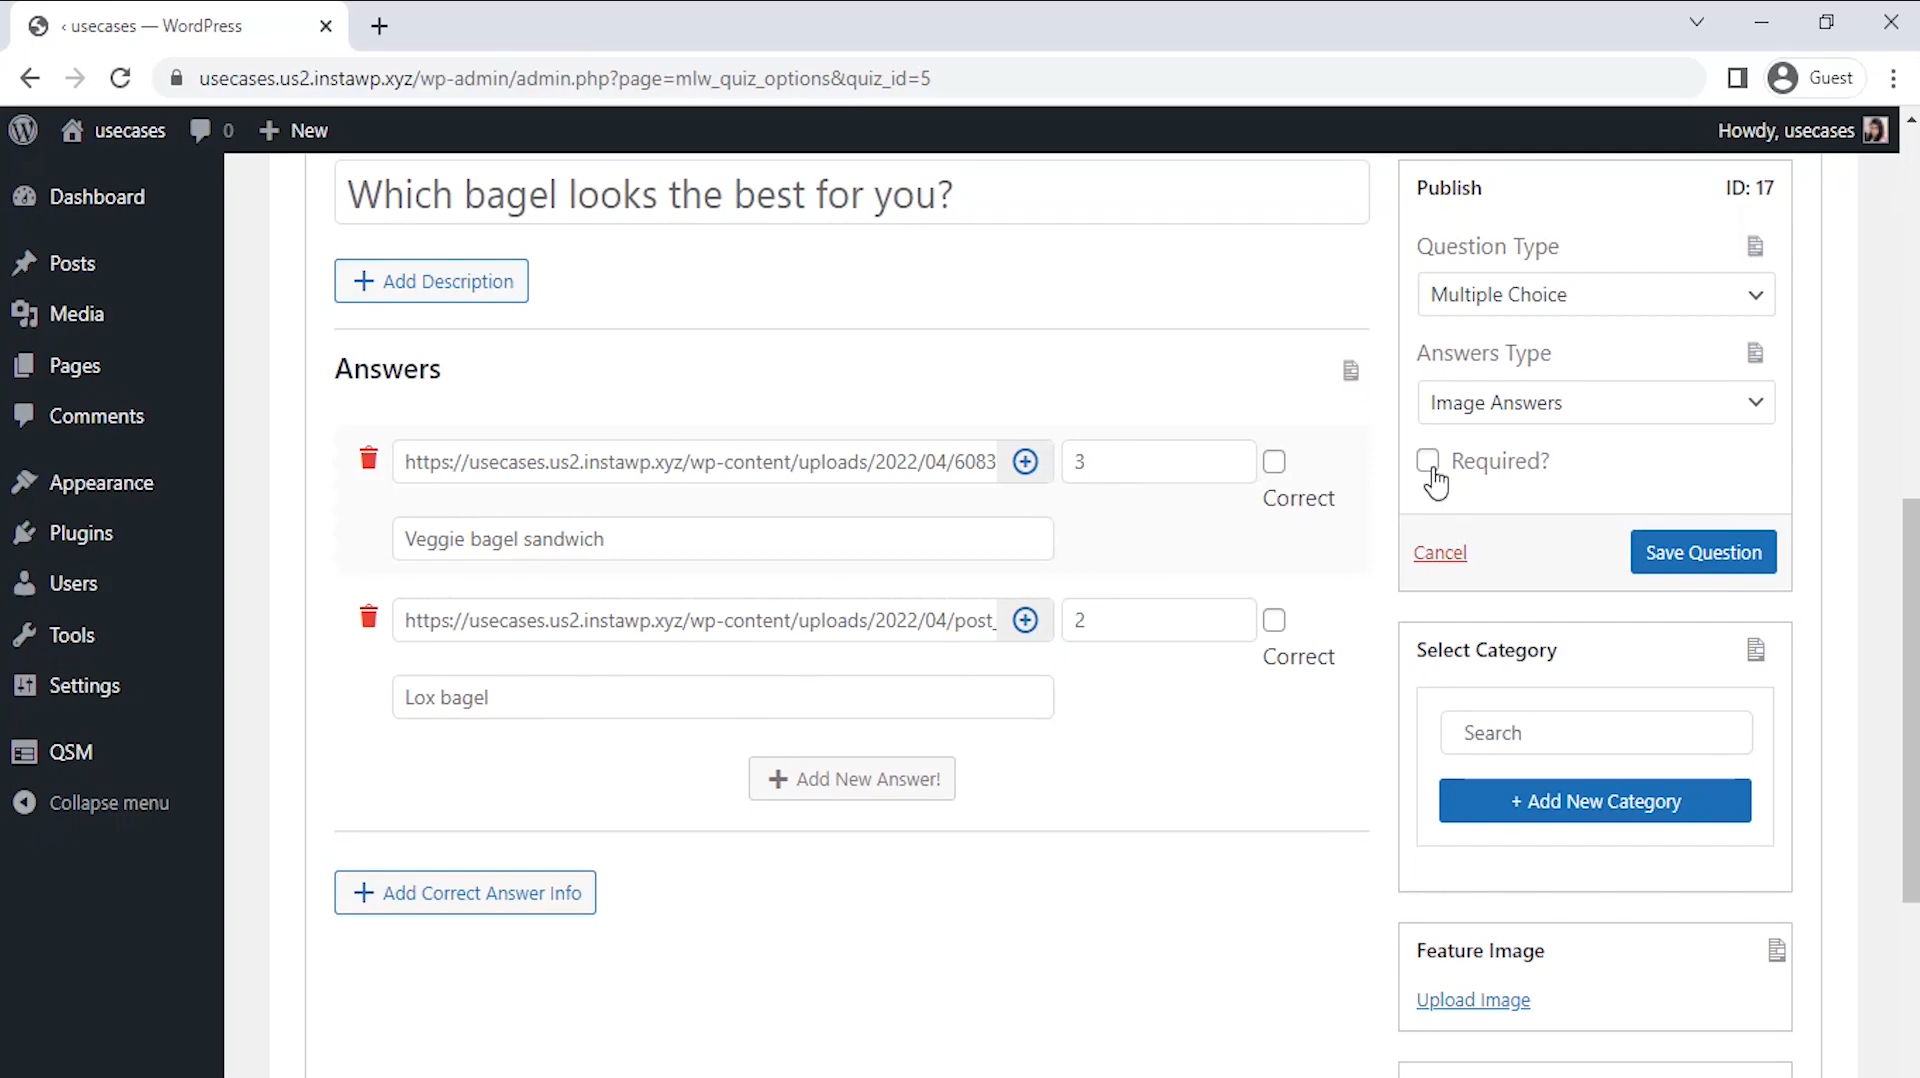 ‹ usecases — WordPress
usecases.us2.instawp.xyz/wp-admin/admin.php?page=mlw_quiz_options&quiz_id=5
Guest
usecases
0
New
Howdy, usecases
Dashboard
Posts
Media
Pages
Comments
Appearance
Plugins
Users
Tools
Settings
QSM
Collapse menu
Which bagel looks the best for you?
Add Description
Answers
https://usecases.us2.instawp.xyz/wp-content/uploads/2022/04/6083
3
Correct
Veggie bagel sandwich
https://usecases.us2.instawp.xyz/wp-content/uploads/2022/04/post_
2
Correct
Lox bagel
Add New Answer!
Add Correct Answer Info
Publish
ID: 17
Question Type
Multiple Choice
Answers Type
Image Answers
Required?
Cancel
Save Question
Select Category
Search
+ Add New Category
Feature Image
Upload Image